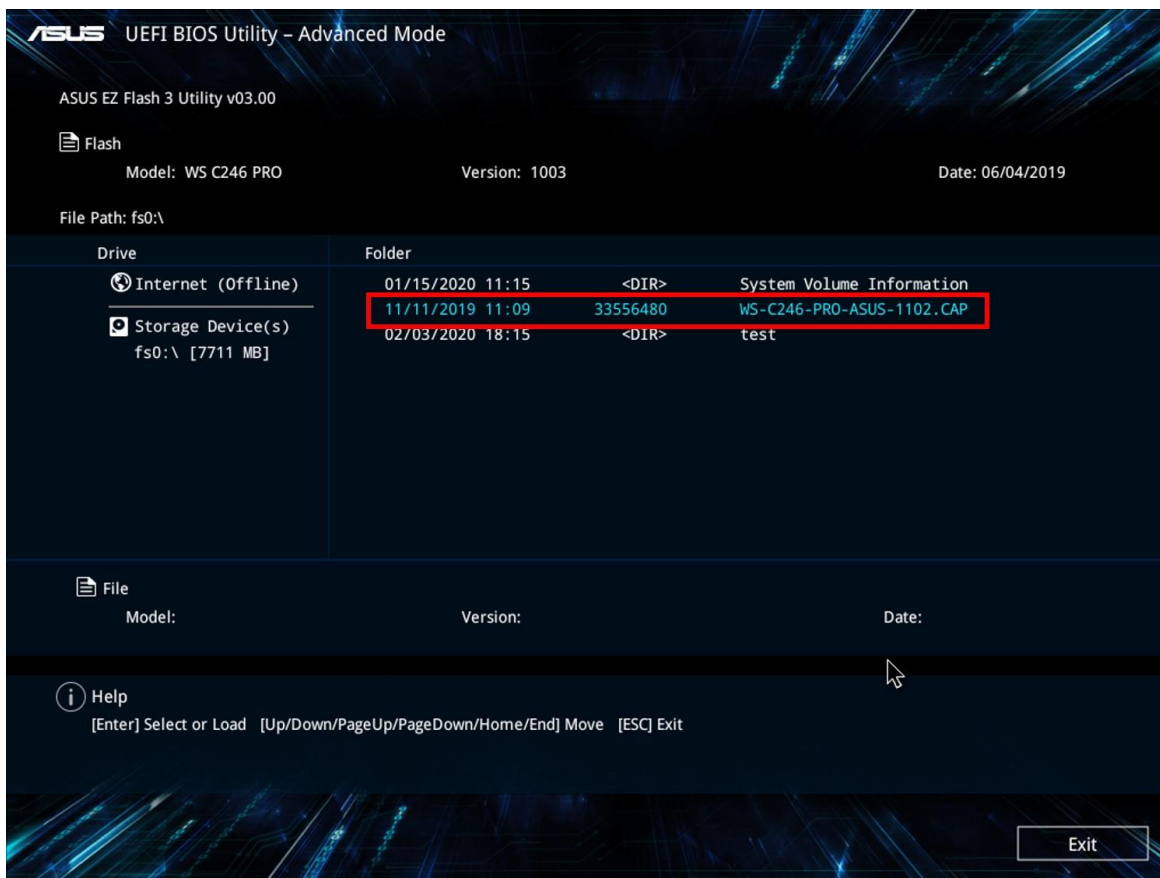 ASUS UEFI BIOS Utility – Advanced Mode
ASUS EZ Flash 3 Utility v03.00
Flash
Model: WS C246 PRO Version: 1003 Date: 06/04/2019
File Path: fs0:\
Drive Folder
Internet (Offline) 01/15/2020 11:15 <DIR> System Volume Information
11/11/2019 11:09 33556480 WS-C246-PRO-ASUS-1102.CAP
Storage Device(s) 02/03/2020 18:15 <DIR> test
fs0:\ [7711 MB]
File
Model: Version: Date:
Help
[Enter] Select or Load [Up/Down/PageUp/PageDown/Home/End] Move [ESC] Exit
Exit